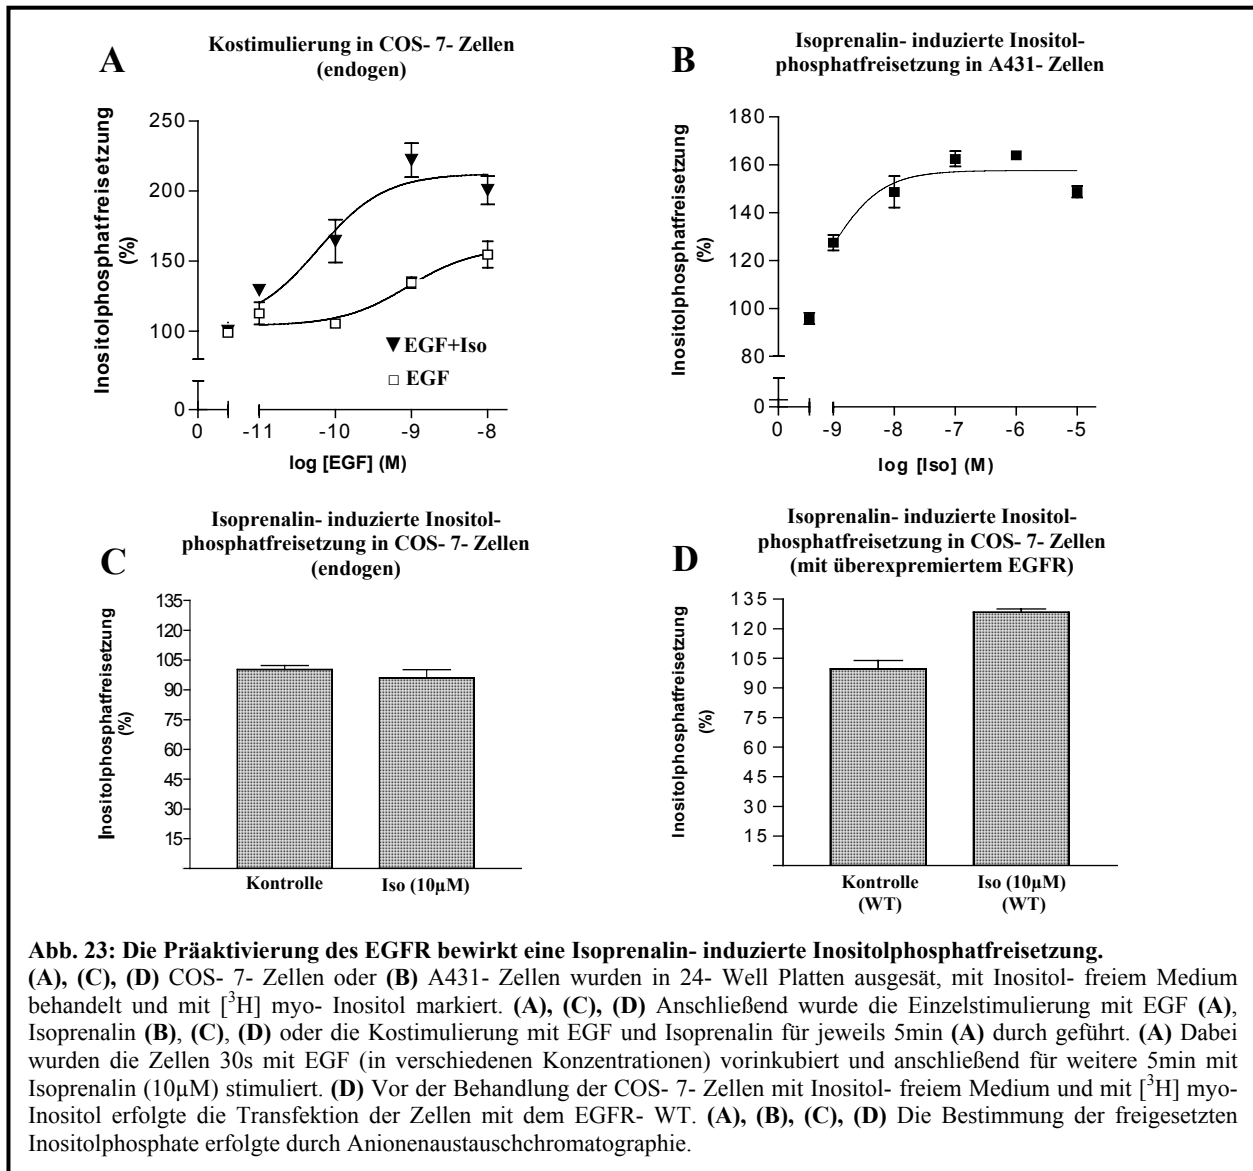 A
Kostimulierung in COS- 7- Zellen
(endogen)
Inositolphosphatfreisetzung
(%)
250
200
150
100
0
EGF+Iso
EGF
0 -11 -10 -9 -8
log [EGF] (M)
B
Isoprenalin- induzierte Inositol-
phosphatfreisetzung in A431- Zellen
Inositolphosphatfreisetzung
(%)
180
160
140
120
100
80
0
0 -9 -8 -7 -6 -5
log [Iso] (M)
C
Isoprenalin- induzierte Inositol-
phosphatfreisetzung in COS- 7- Zellen
(endogen)
Inositolphosphatfreisetzung
(%)
135
120
105
90
75
60
45
30
15
Kontrolle Iso (10µM)
D
Isoprenalin- induzierte Inositol-
phosphatfreisetzung in COS- 7- Zellen
(mit überexpremiertem EGFR)
Inositolphosphatfreisetzung
(%)
135
120
105
90
75
60
45
30
15
Kontrolle Iso (10µM)
(WT) (WT)
Abb. 23: Die Präaktivierung des EGFR bewirkt eine Isoprenalin- induzierte Inositolphosphatfreisetzung.
(A), (C), (D) COS- 7- Zellen oder (B) A431- Zellen wurden in 24- Well Platten ausgesät, mit Inositol- freiem Medium
behandelt und mit [³H] myo- Inositol markiert. (A), (C), (D) Anschließend wurde die Einzelstimulierung mit EGF (A),
Isoprenalin (B), (C), (D) oder die Kostimulierung mit EGF und Isoprenalin für jeweils 5min (A) durch geführt. (A) Dabei
wurden die Zellen 30s mit EGF (in verschiedenen Konzentrationen) vorinkubiert und anschließend für weitere 5min mit
Isoprenalin (10µM) stimuliert. (D) Vor der Behandlung der COS- 7- Zellen mit Inositol- freiem Medium und mit [³H] myo-
Inositol erfolgte die Transfektion der Zellen mit dem EGFR- WT. (A), (B), (C), (D) Die Bestimmung der freigesetzten
Inositolphosphate erfolgte durch Anionenaustauschchromatographie.